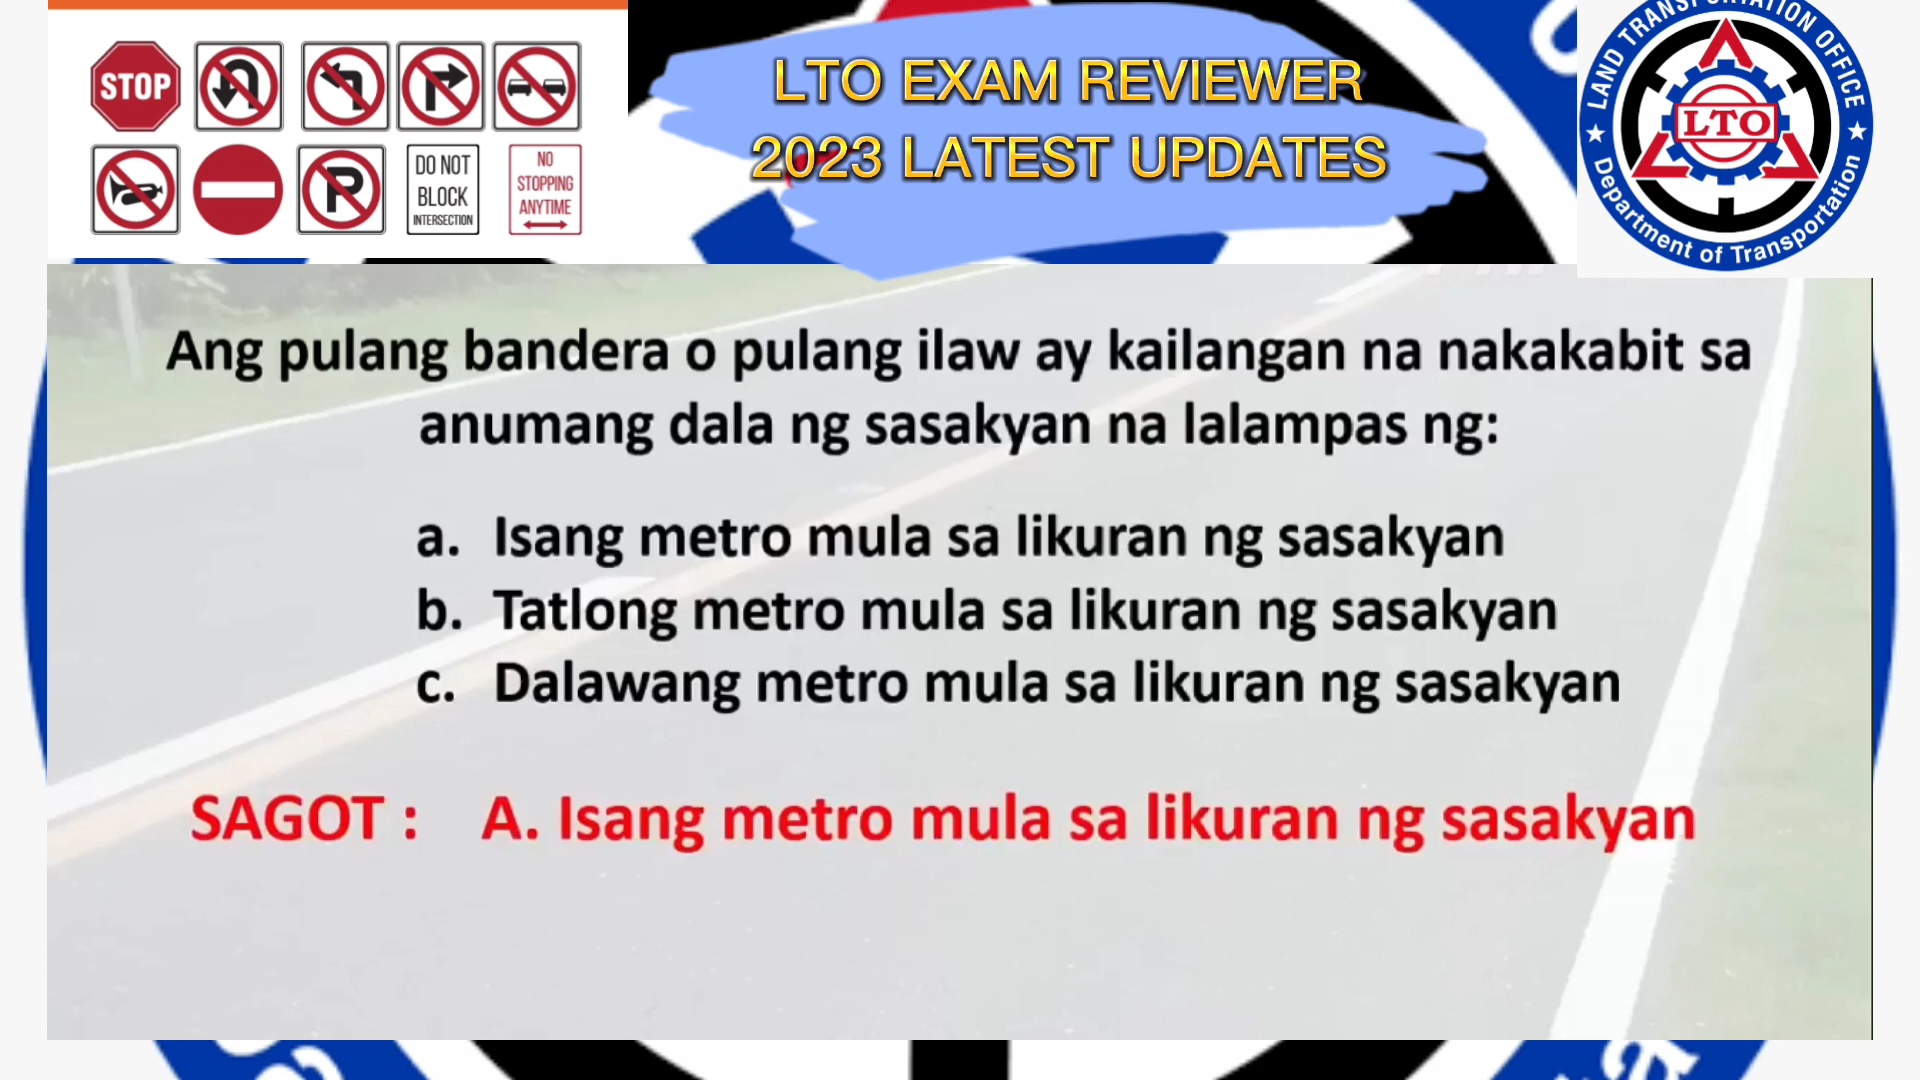 STOP
DO NOT
BLOCK
INTERSECTION
NO
STOPPING
ANYTIME
P
LTO EXAM REVIEWER
2023 LATEST UPDATES
LAND TRANSPORTATION OFFICE
LTO
Department of Transportation
Ang pulang bandera o pulang ilaw ay kailangan na nakakabit sa
anumang dala ng sasakyan na lalampas ng:
a. Isang metro mula sa likuran ng sasakyan
b. Tatlong metro mula sa likuran ng sasakyan
c. Dalawang metro mula sa likuran ng sasakyan
SAGOT : A. Isang metro mula sa likuran ng sasakyan